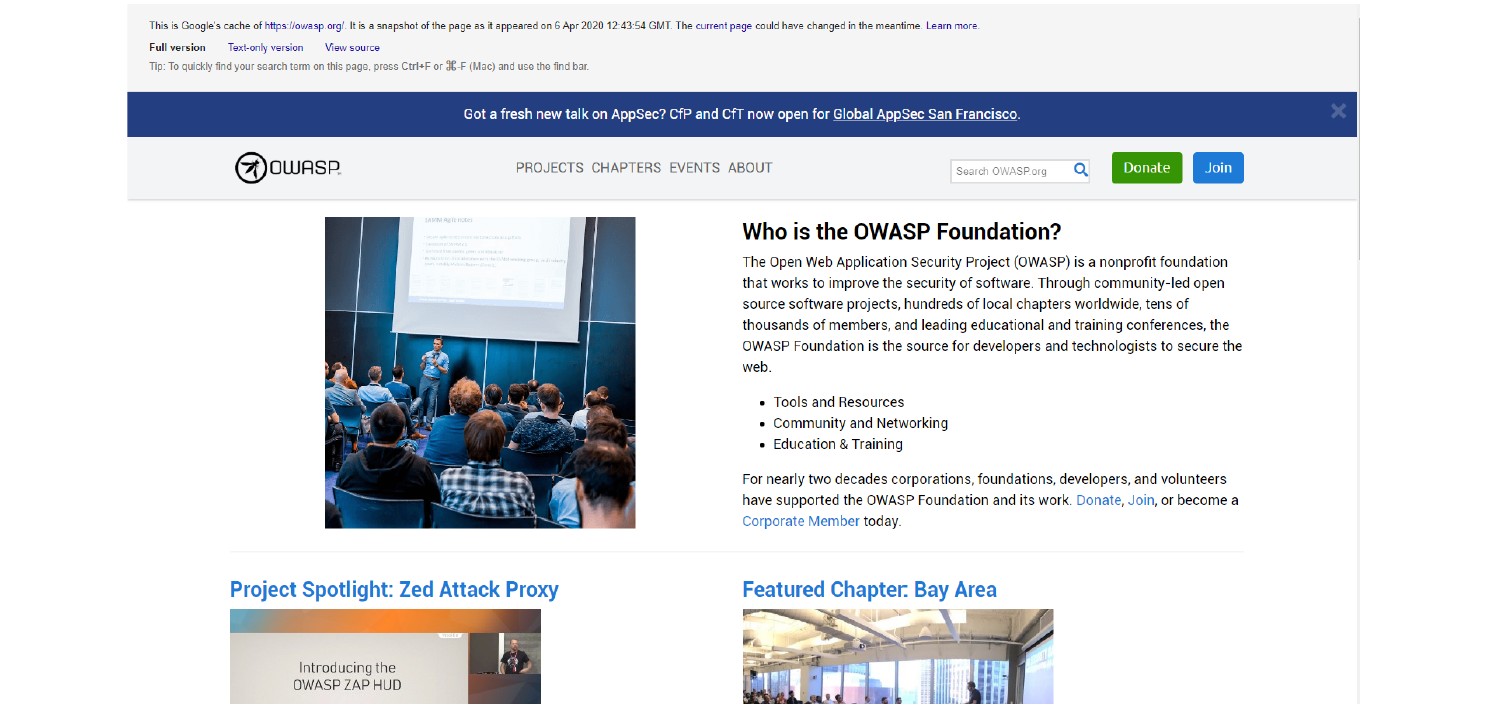 This is Google's cache of https://owasp.org/. It is a snapshot of the page as it appeared on 6 Apr 2020 12:43:54 GMT. The current page could have changed in the meantime. Learn more.
Full version Text-only version View source
Tip: To quickly find your search term on this page, press Ctrl+F or ⌘-F (Mac) and use the find bar.
Got a fresh new talk on AppSec? CfP and CfT now open for Global AppSec San Francisco.
OWASP PROJECTS CHAPTERS EVENTS ABOUT Search OWASP.org Donate Join
Who is the OWASP Foundation?
The Open Web Application Security Project (OWASP) is a nonprofit foundation
that works to improve the security of software. Through community-led open
source software projects, hundreds of local chapters worldwide, tens of
thousands of members, and leading educational and training conferences, the
OWASP Foundation is the source for developers and technologists to secure the
web.
• Tools and Resources
• Community and Networking
• Education & Training
For nearly two decades corporations, foundations, developers, and volunteers
have supported the OWASP Foundation and its work. Donate, Join, or become a
Corporate Member today.
Project Spotlight: Zed Attack Proxy
Introducing the
OWASP ZAP HUD
Featured Chapter: Bay Area